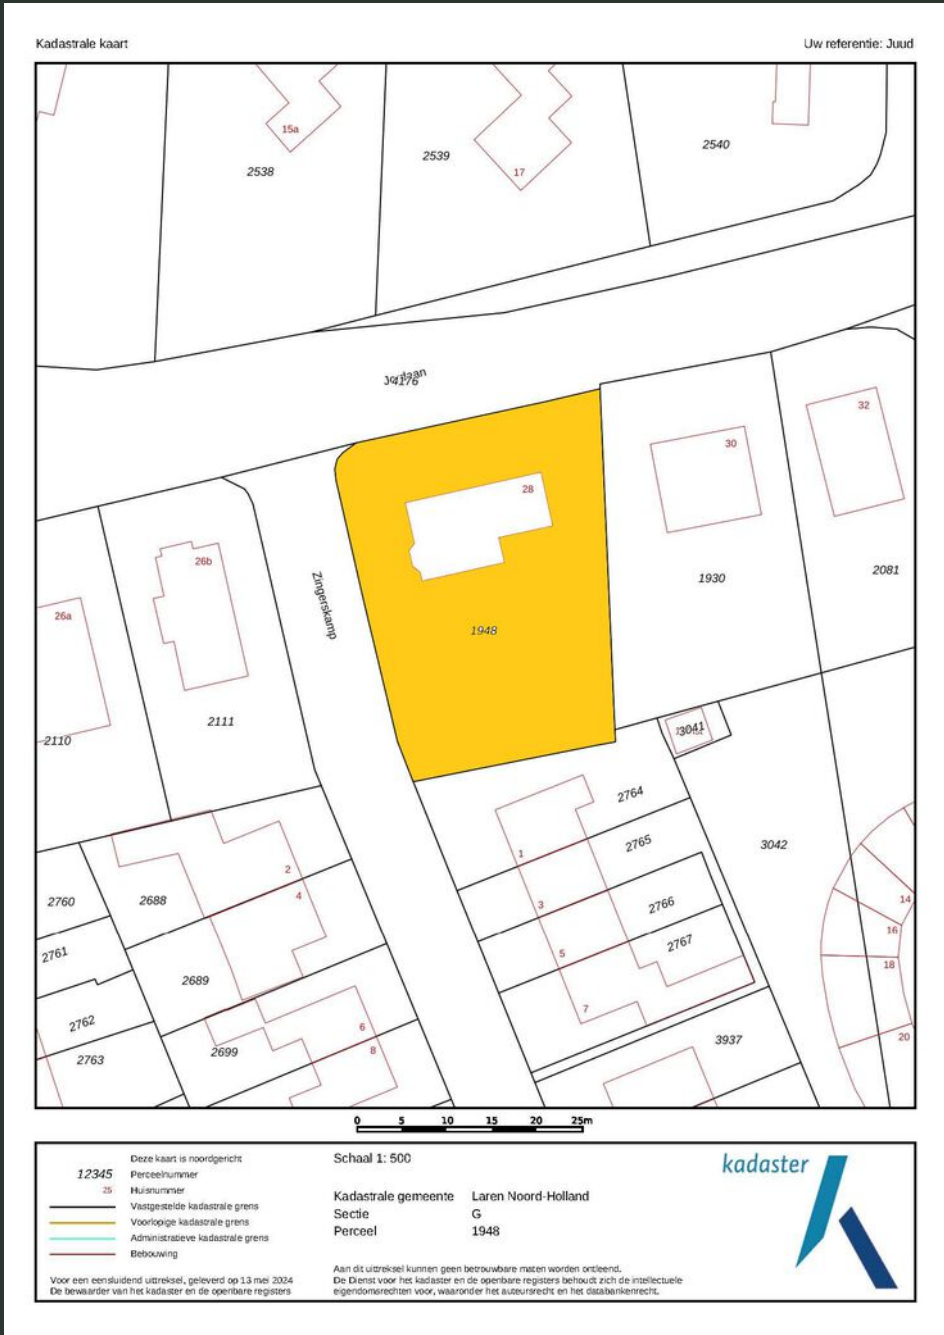 Kadastrale kaart
Uw referentie: Juud
15a
2538
2539
17
2540
4176
28
30
32
1948
1930
2081
Zingerskamp
26b
26a
2111
2110
3041
2764
2765
2766
2767
3042
1
3
5
7
2
4
6
8
2760
2761
2762
2763
2688
2689
2699
14
16
18
20
3937
0 5 10 15 20 25m
Deze kaart is noordgericht
12345 Perceelnummer
25 Huisnummer
Vastgestelde kadastrale grens
Voorlopige kadastrale grens
Administratieve kadastrale grens
Bebouwing
Voor een eensluidend uittreksel, geleverd op 13 mei 2024
De bewaarder van het kadaster en de openbare registers
Schaal 1: 500
Kadastrale gemeente Laren Noord-Holland
Sectie G
Perceel 1948
Aan dit uittreksel kunnen geen betrouwbare maten worden ontleend.
De Dienst voor het kadaster en de openbare registers behoudt zich de intellectuele
eigendomsrechten voor, waaronder het auteursrecht en het databankenrecht.
kadaster